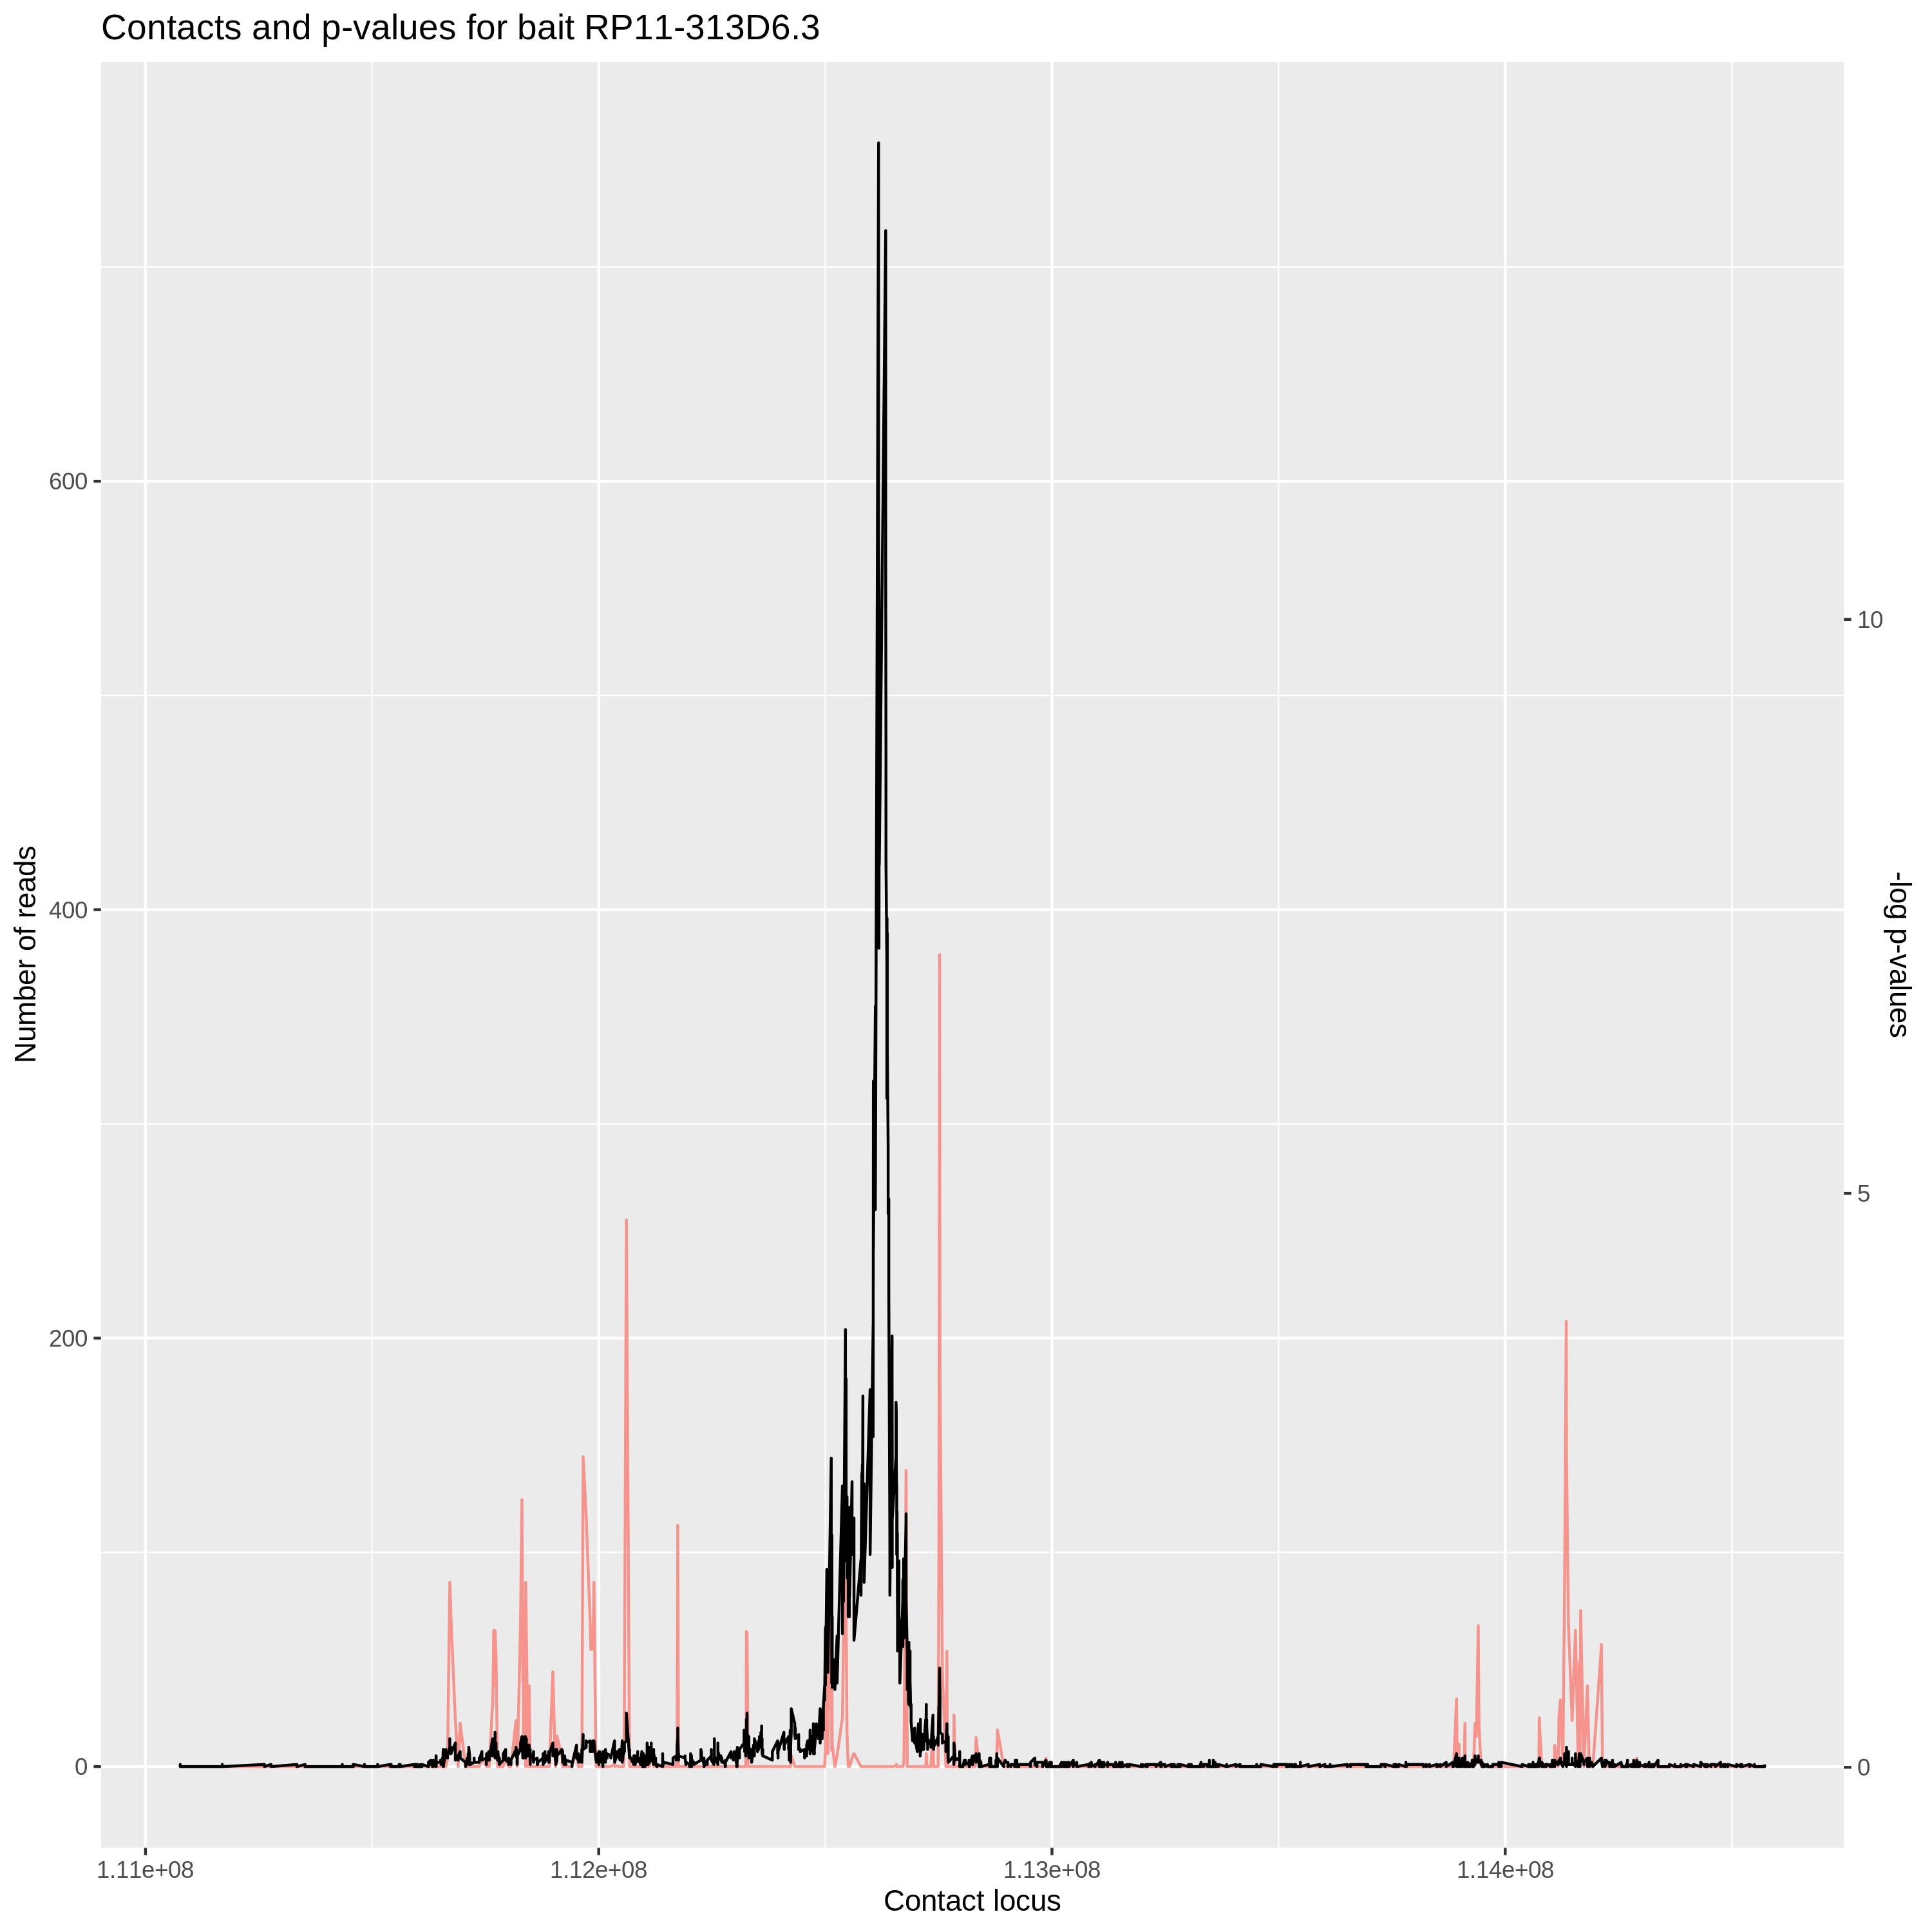 Contacts and p-values for bait RP11-313D6.3
600
400
200
0
Number of reads
10
5
0
-log p-values
1.11e+08
1.12e+08
1.13e+08
1.14e+08
Contact locus